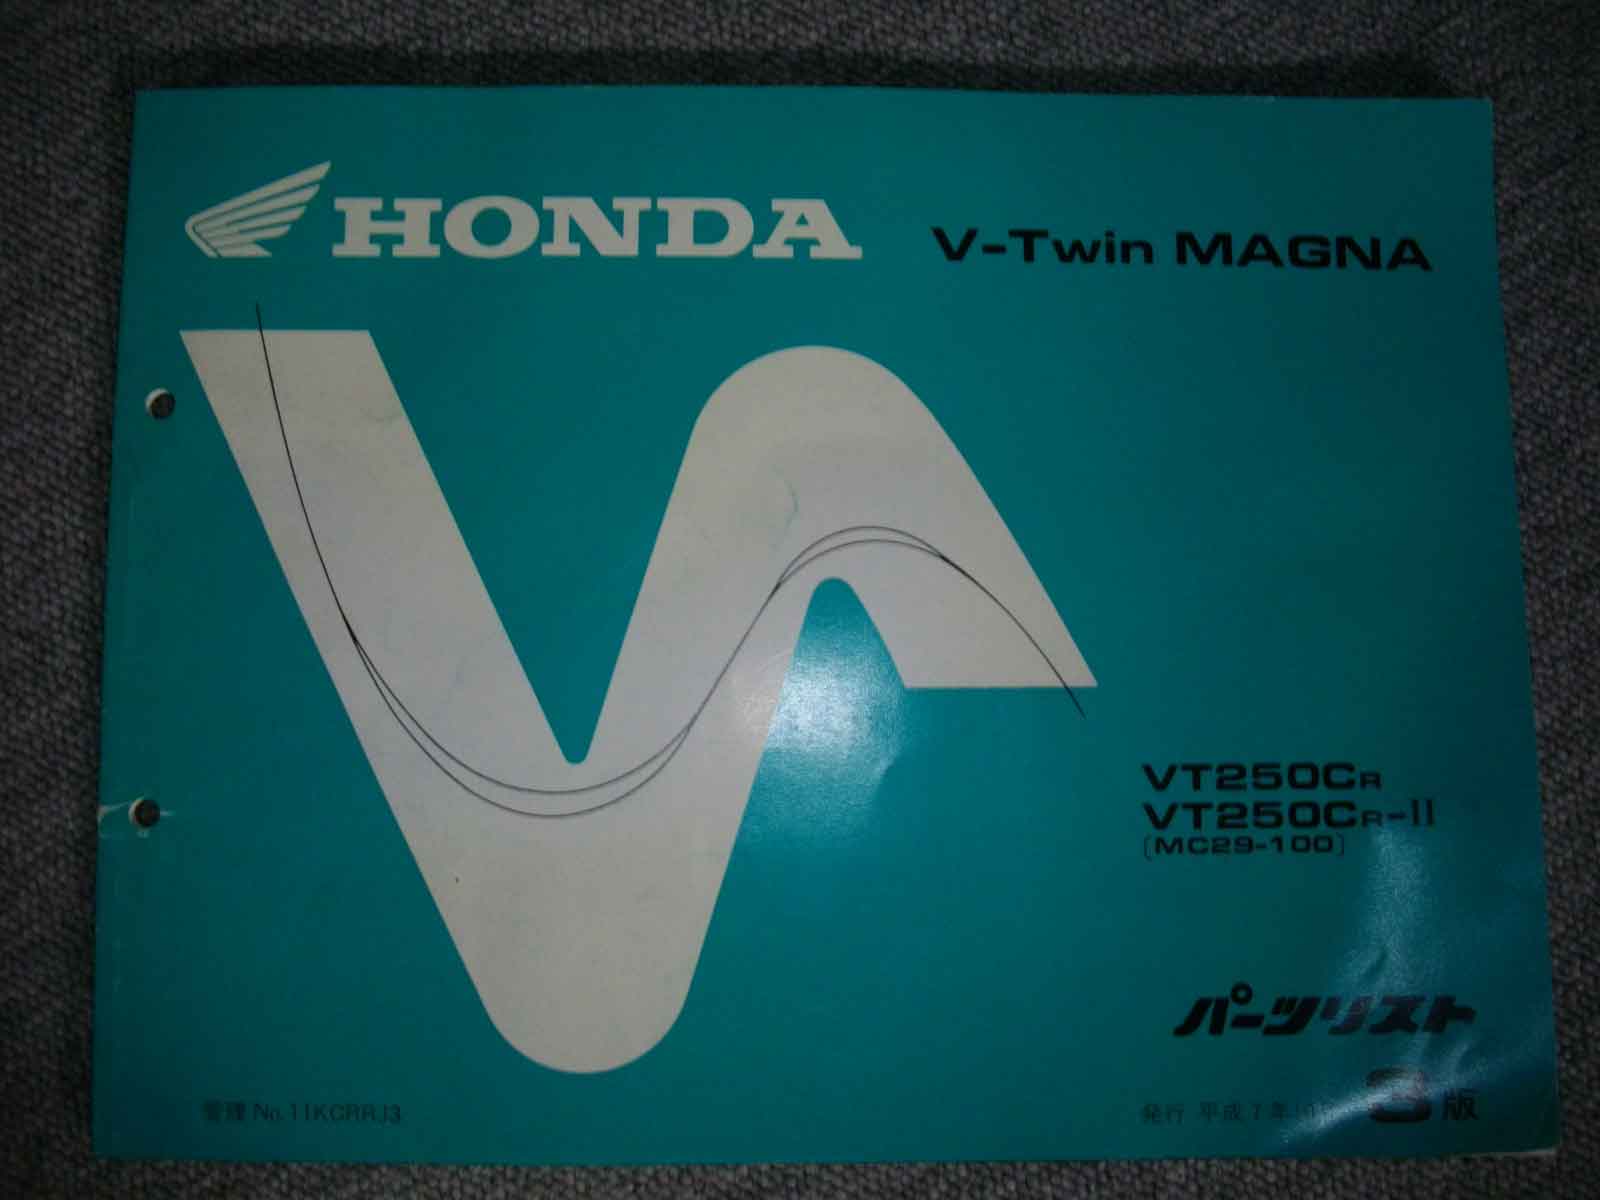 HONDA
V-Twin MAGNA
VT250CR
VT250CR-II
(MC29-100)
パーツリスト
3版
管理 No.11KCRRJ3
発行 平成7年